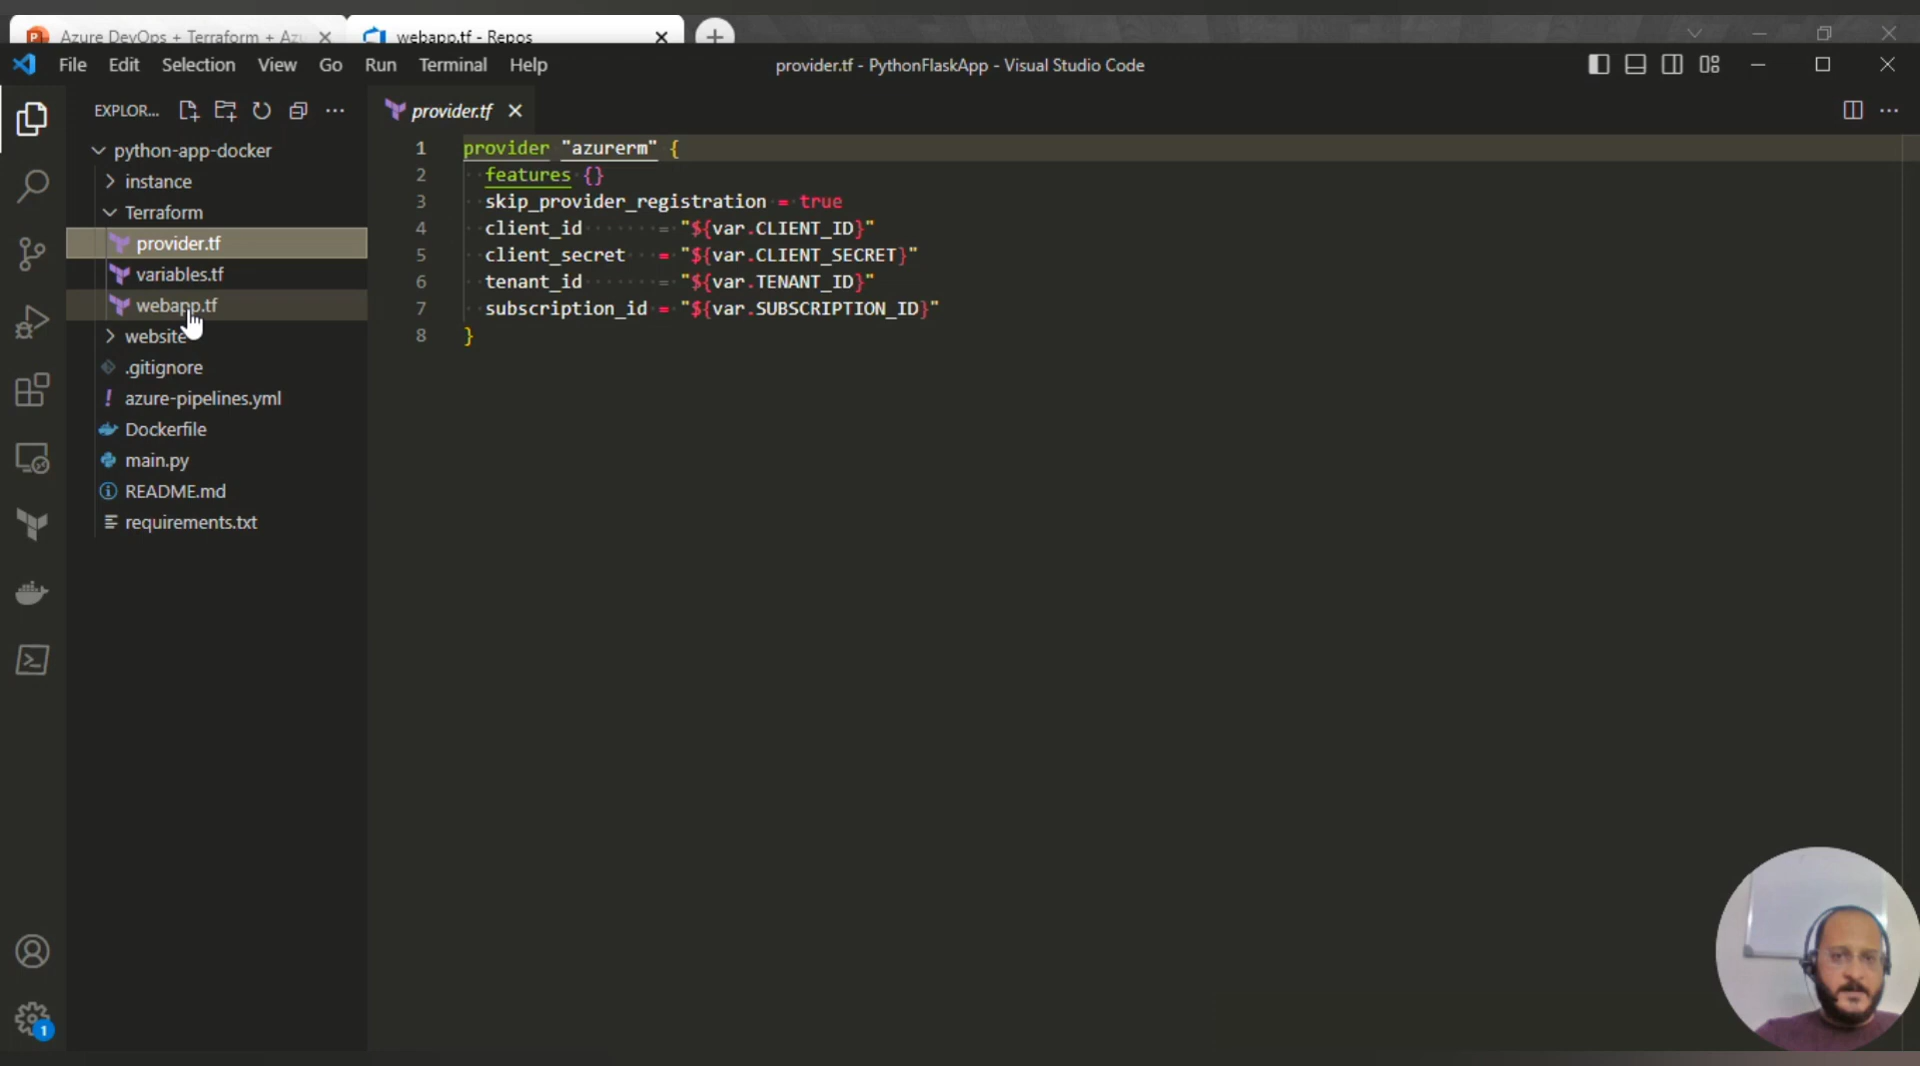 Azure DevOps + Terraform + Azu
webapp.tf - Repos
File Edit Selection View Go Run Terminal Help
provider.tf - PythonFlaskApp - Visual Studio Code
EXPLOR...
provider.tf
python-app-docker
instance
Terraform
provider.tf
variables.tf
webapp.tf
website
.gitignore
azure-pipelines.yml
Dockerfile
main.py
README.md
requirements.txt
1 provider "azurerm" {
2 features {}
3 skip_provider_registration = true
4 client_id = "${var.CLIENT_ID}"
5 client_secret = "${var.CLIENT_SECRET}"
6 tenant_id = "${var.TENANT_ID}"
7 subscription_id = "${var.SUBSCRIPTION_ID}"
8 }
1